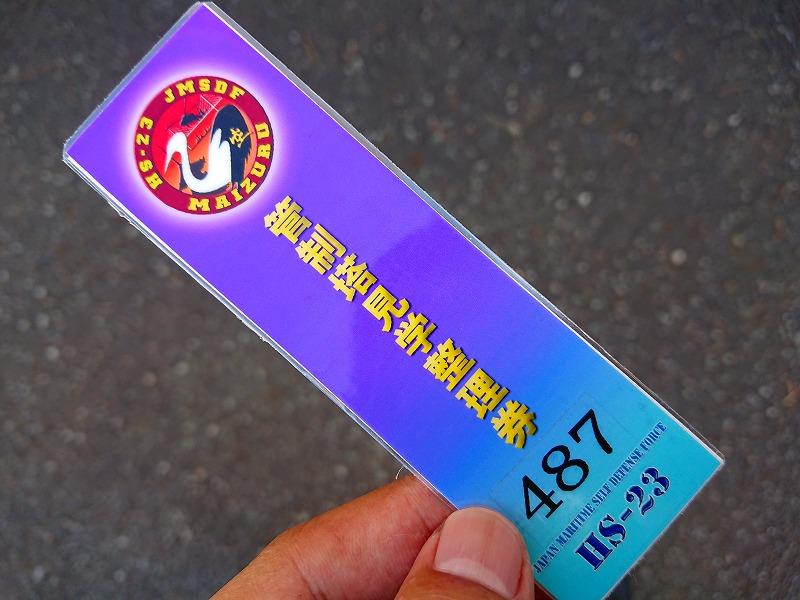 JMSDF
HS-23
MAIZURU
管制塔見学整理券
487
JAPAN MARITIME SELF DEFENSE FORCE
HS-23